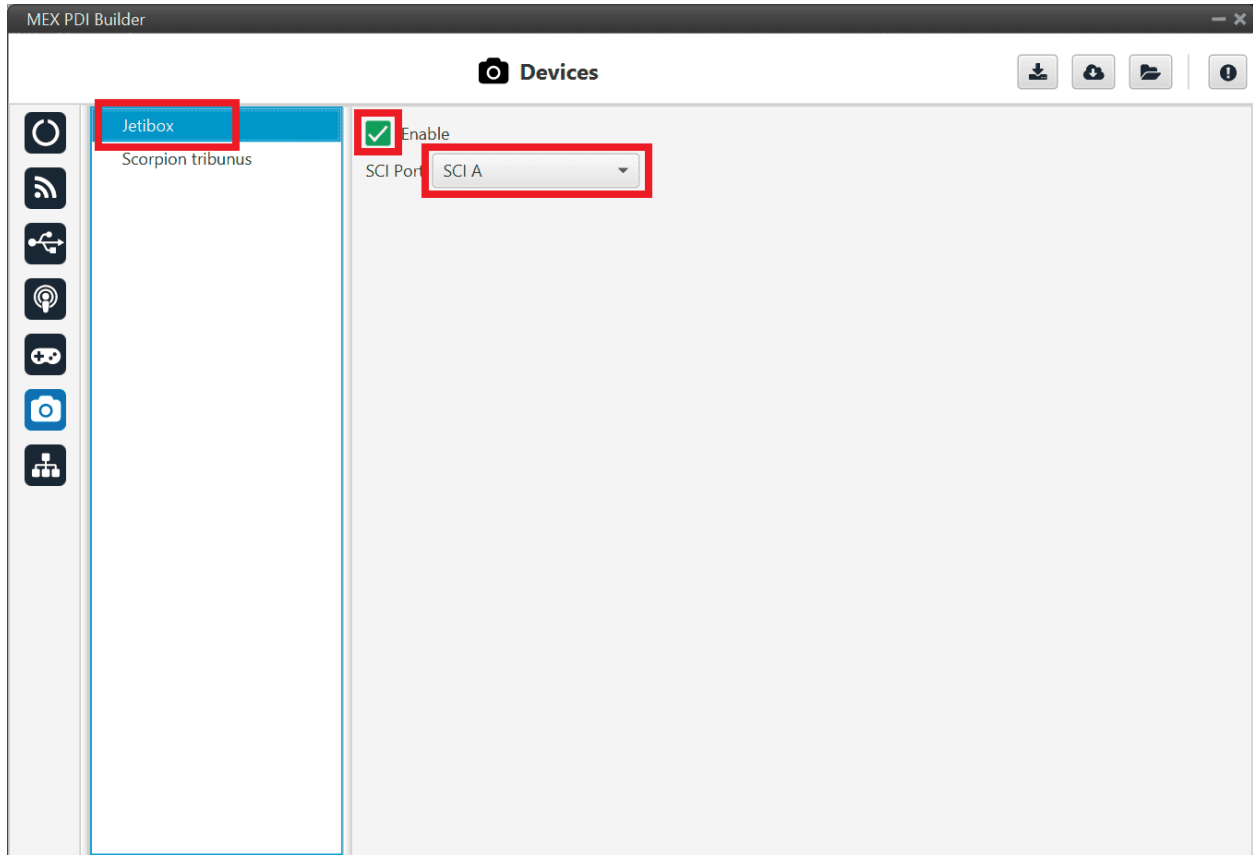 MEX PDI Builder
Devices
Jetibox
Scorpion tribunus
Enable
SCI Port
SCI A